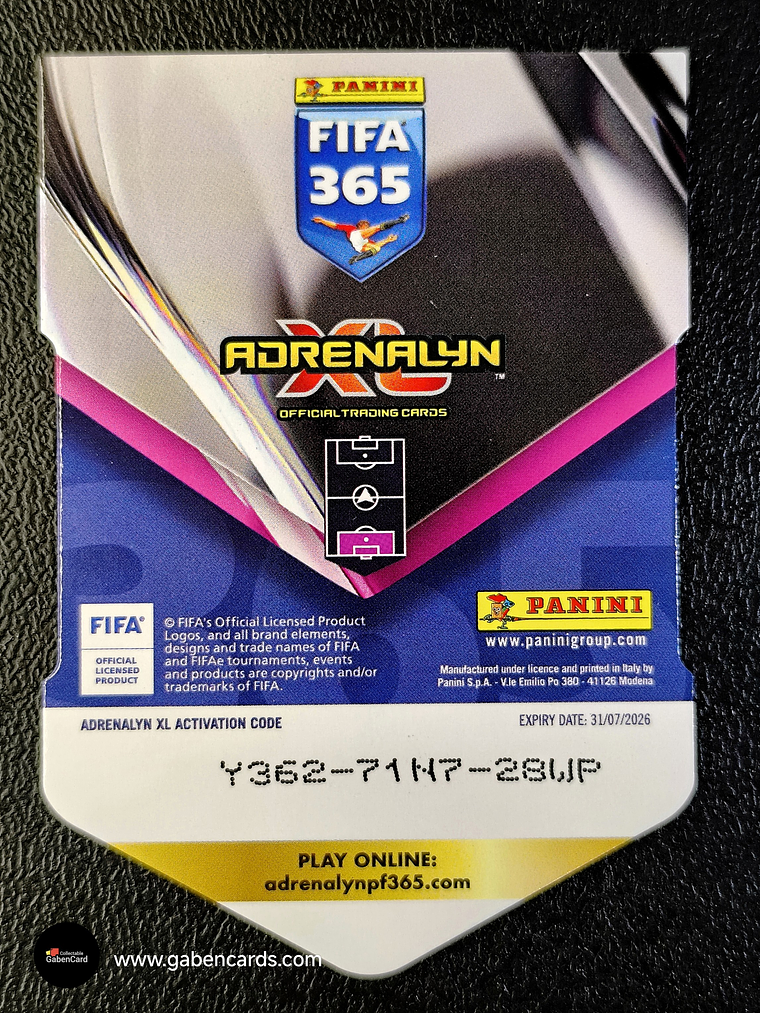 PANINI
FIFA
365
ADRENALYN
XL
™
OFFICIAL TRADING CARDS
FIFA®
OFFICIAL
LICENSED
PRODUCT
© FIFA's Official Licensed Product
Logos, and all brand elements,
designs and trade names of FIFA
and FIFAe tournaments, events
and products are copyrights and/or
trademarks of FIFA.
PANINI
www.paninigroup.com
Manufactured under licence and printed in Italy by
Panini S.p.A. - V.le Emilio Po 380 - 41126 Modena
ADRENALYN XL ACTIVATION CODE
EXPIRY DATE: 31/07/2026
Y362-71M7-28WP
PLAY ONLINE:
adrenalynpf365.com
Collectable
GabenCard
www.gabencards.com